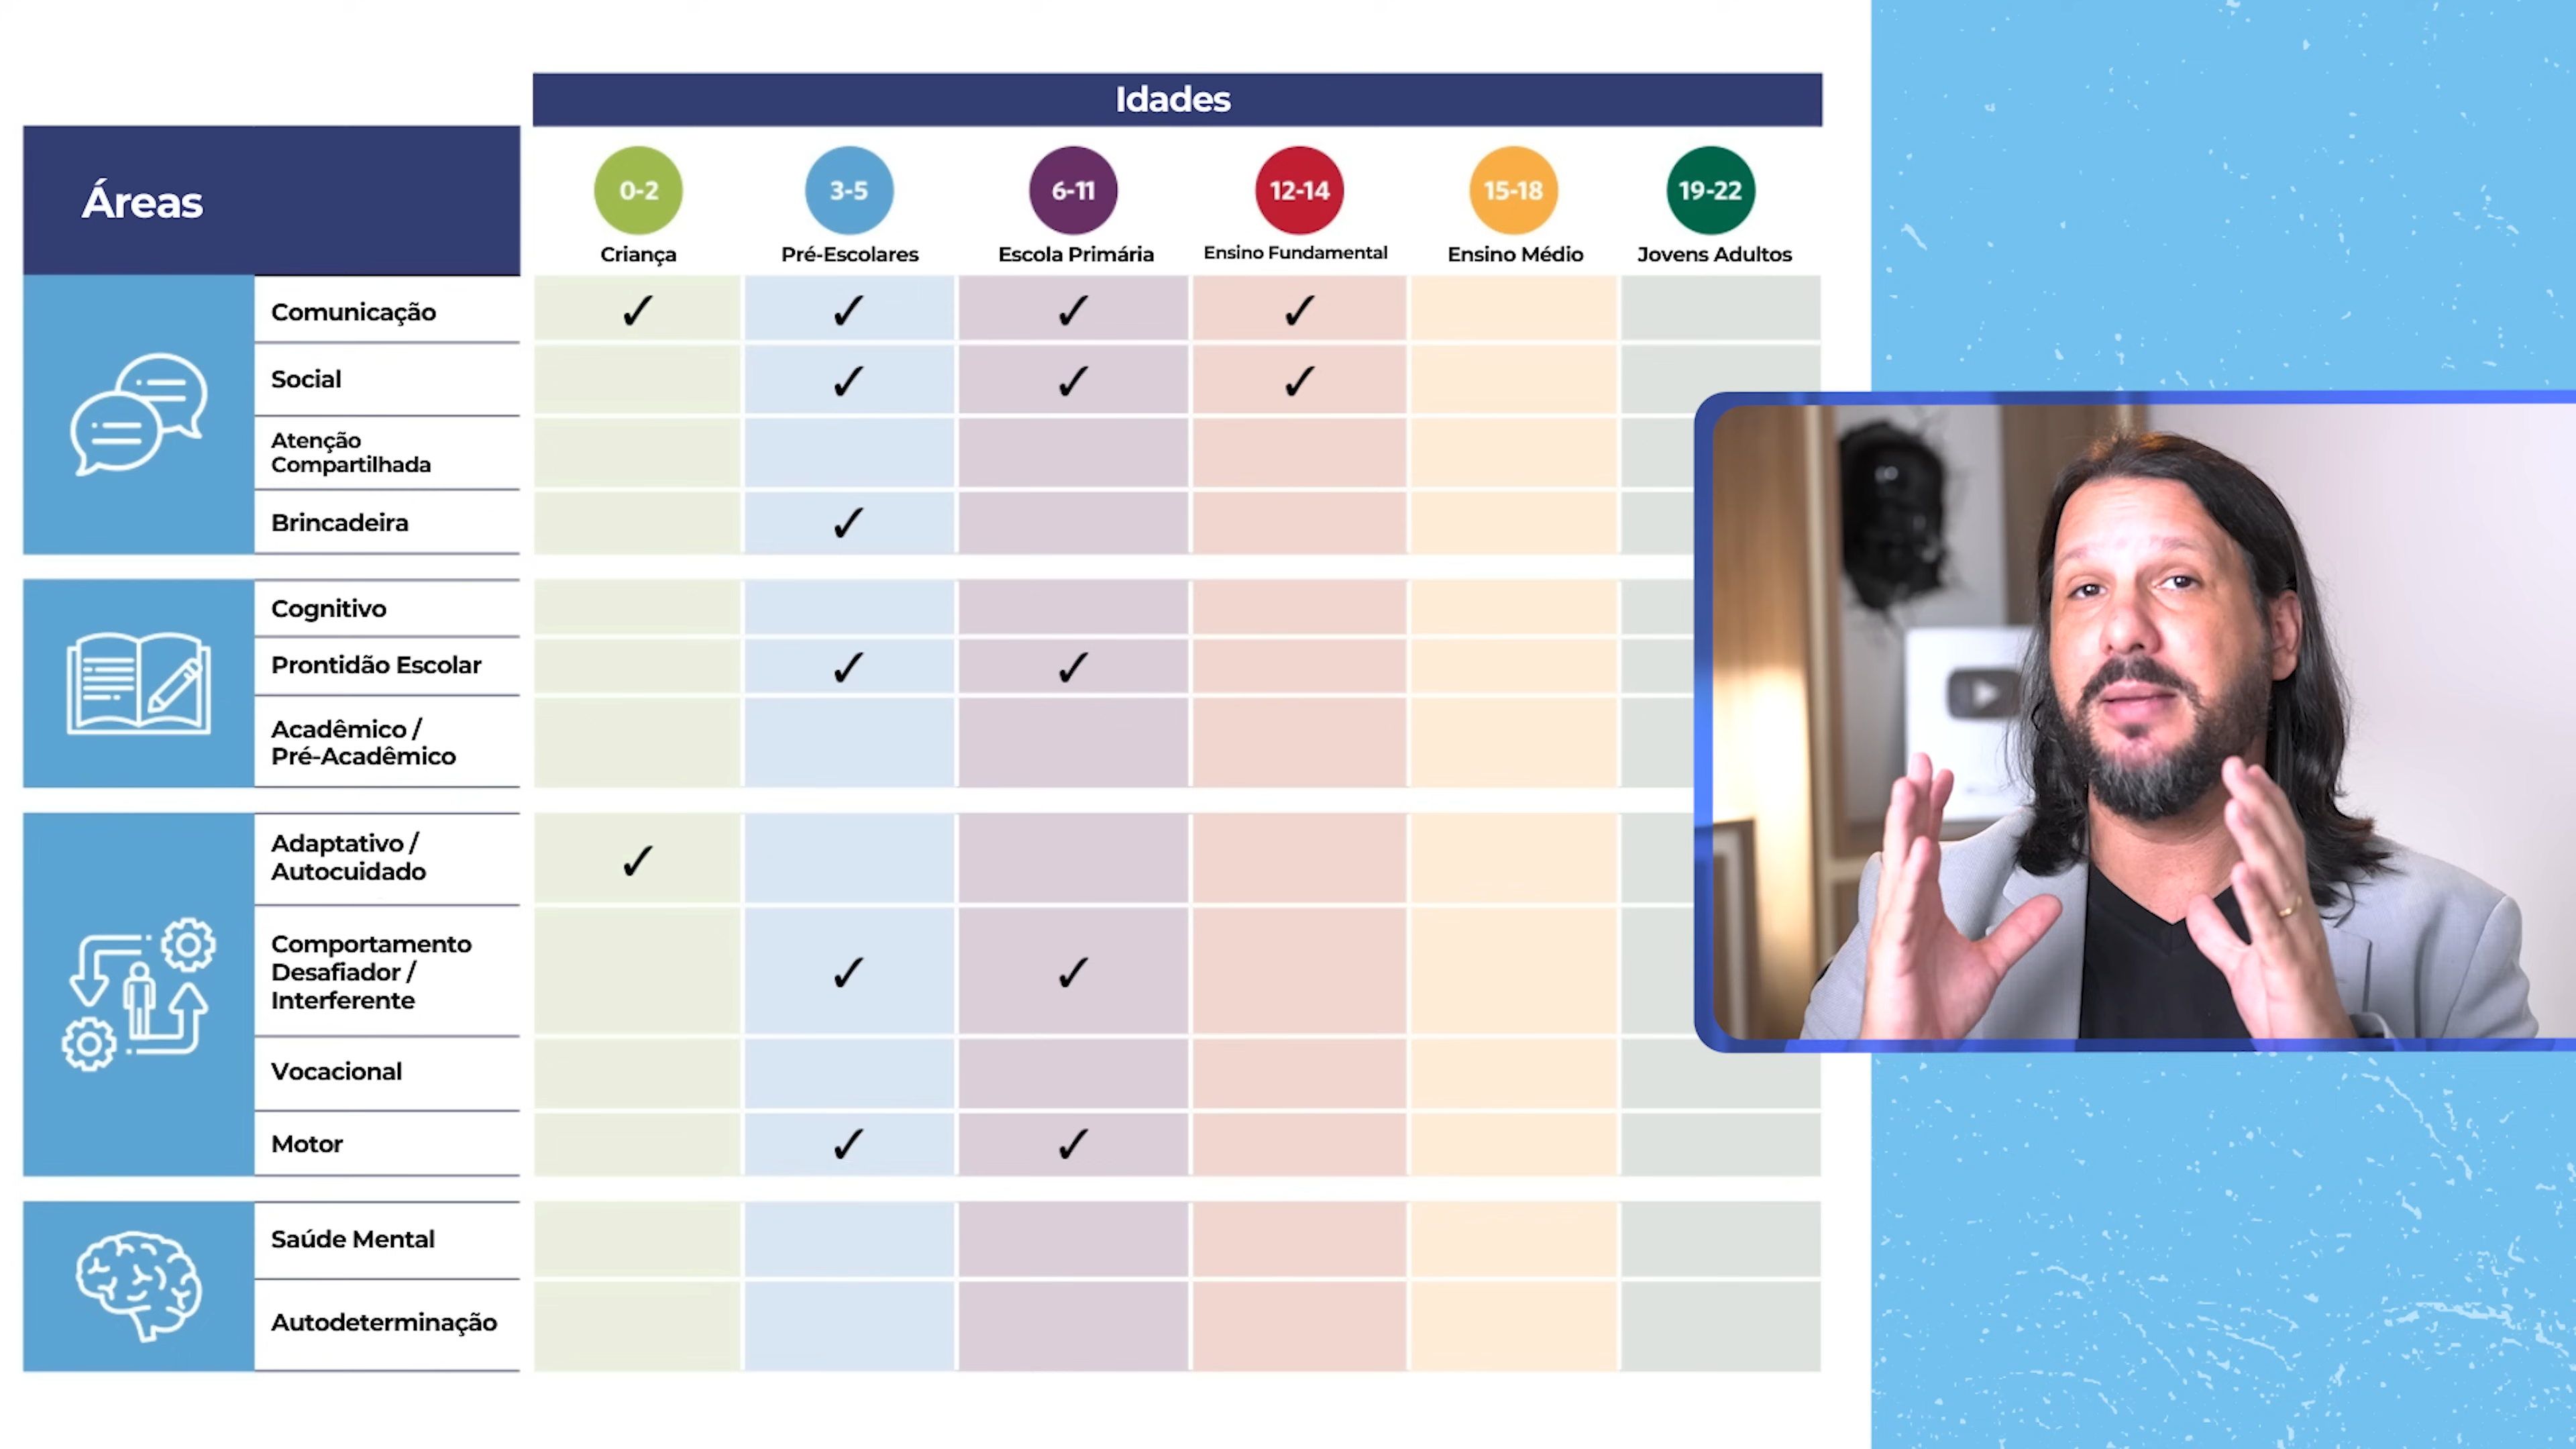 Idades
Áreas
0-2
3-5
6-11
12-14
15-18
19-22
Criança
Pré-Escolares
Escola Primária
Ensino Fundamental
Ensino Médio
Jovens Adultos
Comunicação
✓ ✓ ✓ ✓
Social
✓ ✓ ✓
Atenção
Compartilhada
Brincadeira
✓
Cognitivo
Prontidão Escolar
✓ ✓
Acadêmico /
Pré-Acadêmico
Adaptativo /
Autocuidado
✓
Comportamento
Desafiador /
Interferente
✓ ✓
Vocacional
Motor
✓ ✓
Saúde Mental
Autodeterminação